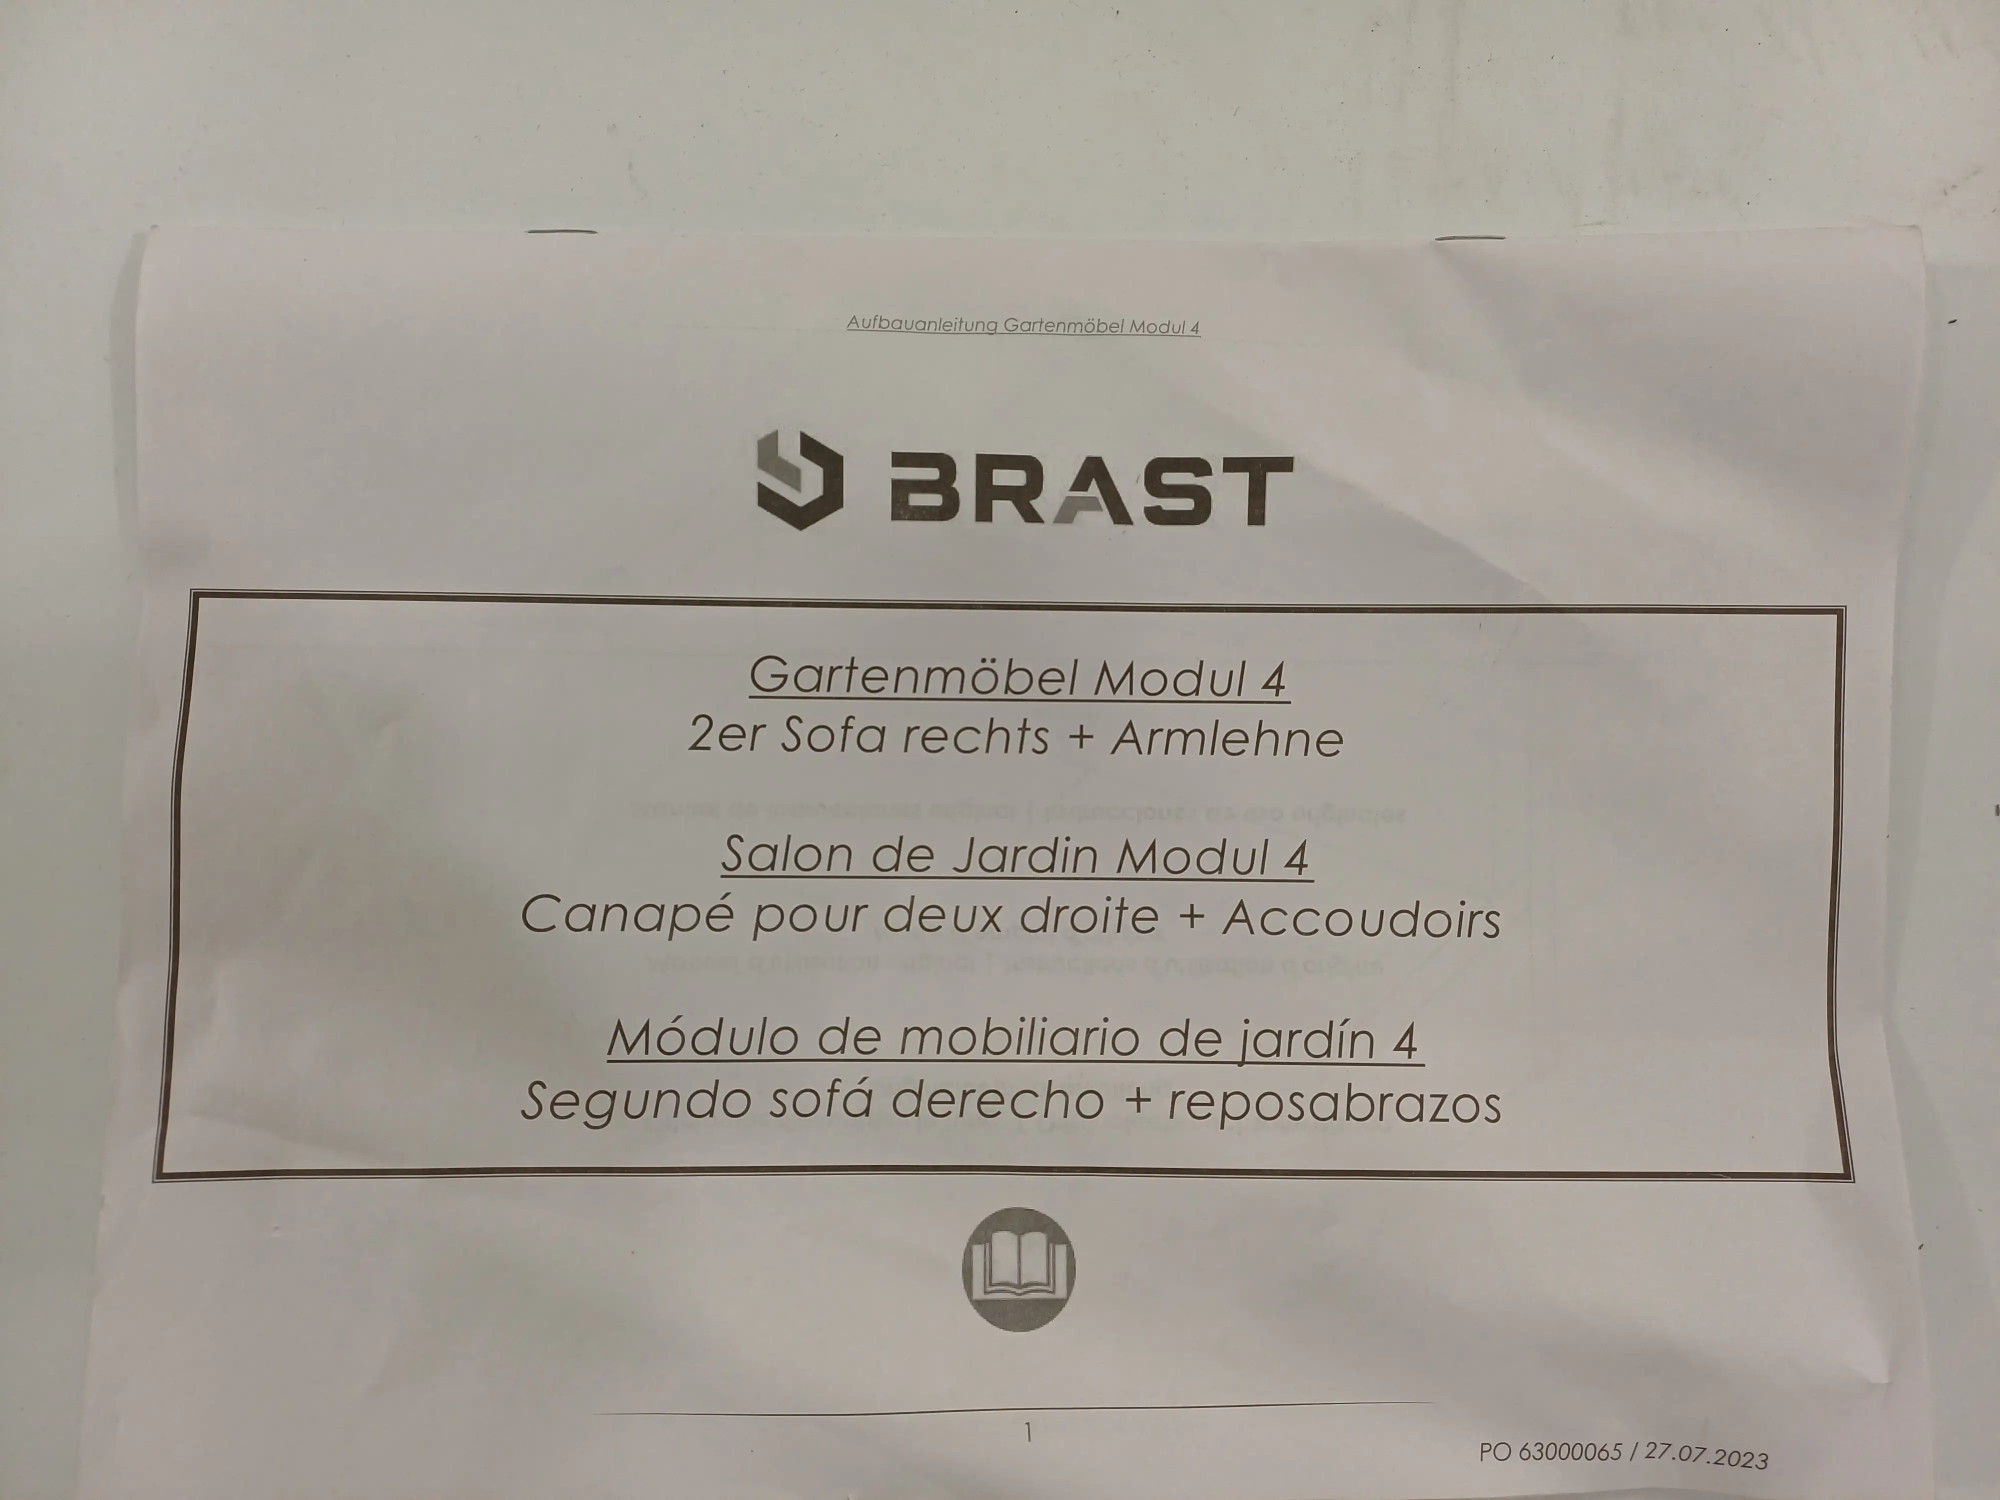 Aufbauanleitung Gartenmöbel Modul 4
BRAST
Gartenmöbel Modul 4
2er Sofa rechts + Armlehne
Salon de Jardin Modul 4
Canapé pour deux droite + Accoudoirs
Módulo de mobiliario de jardín 4
Segundo sofá derecho + reposabrazos
1
PO 63000065 / 27.07.2023